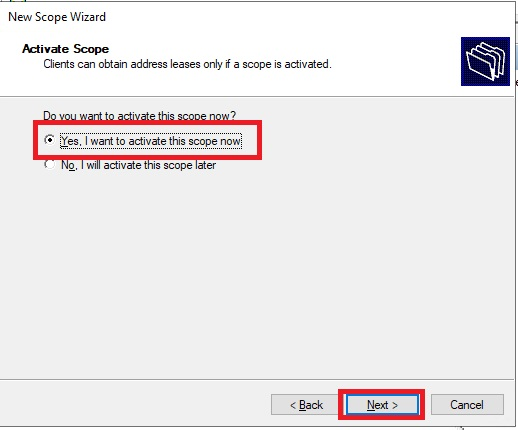 New Scope Wizard
Activate Scope
Clients can obtain address leases only if a scope is activated.
Do you want to activate this scope now?
Yes, I want to activate this scope now
No, I will activate this scope later
< Back
Next >
Cancel